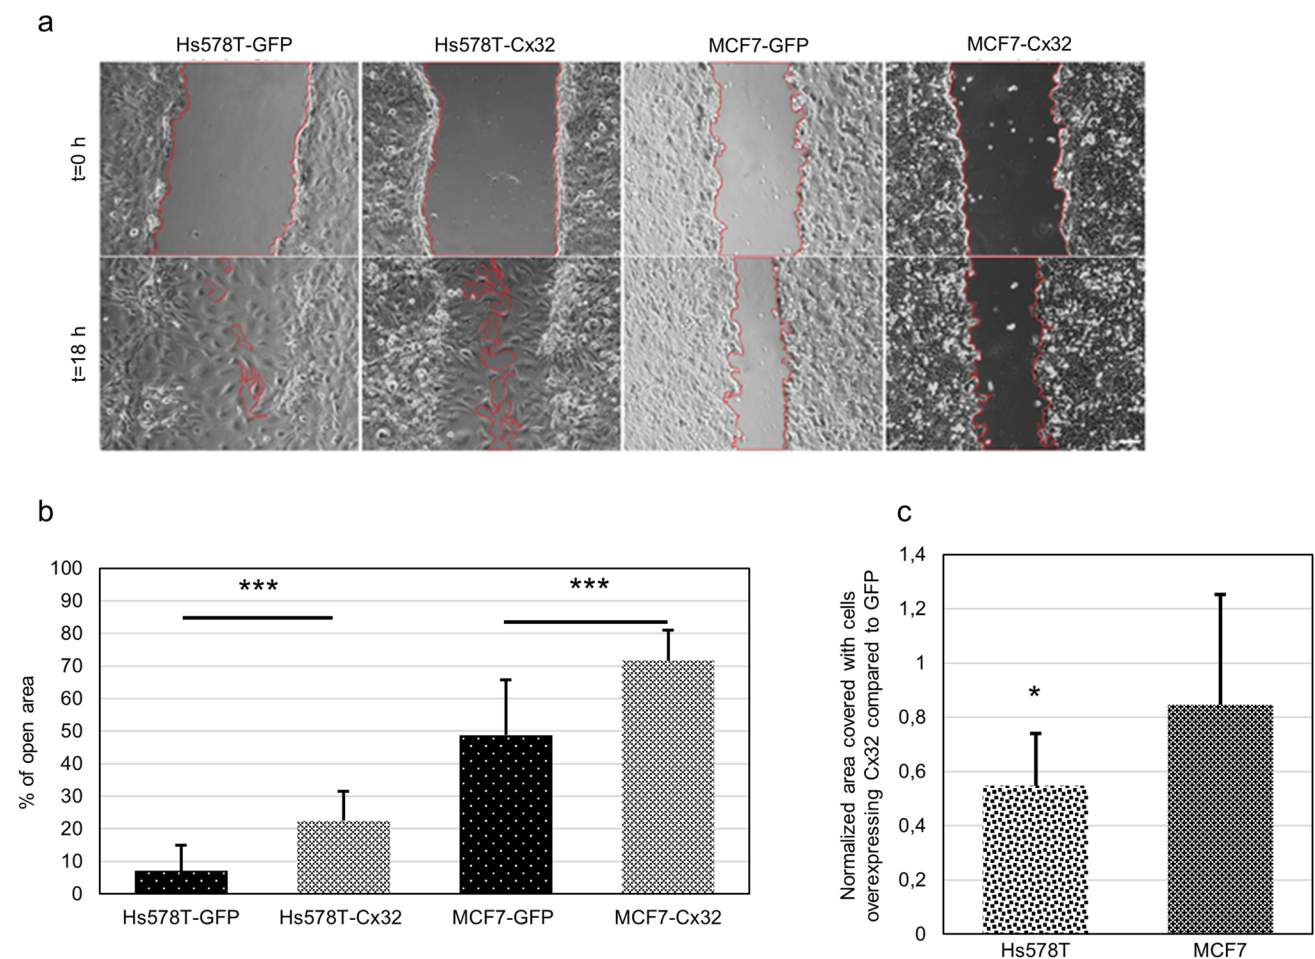 a
Hs578T-GFP
Hs578T-Cx32
MCF7-GFP
MCF7-Cx32
t=0 h
t=18 h
b
% of open area
100
90
80
70
60
50
40
30
20
10
0
***
***
Hs578T-GFP
Hs578T-Cx32
MCF7-GFP
MCF7-Cx32
c
Normalized area covered with cells
overexpressing Cx32 compared to GFP
1,4
1,2
1
0,8
0,6
0,4
0,2
0
*
Hs578T
MCF7